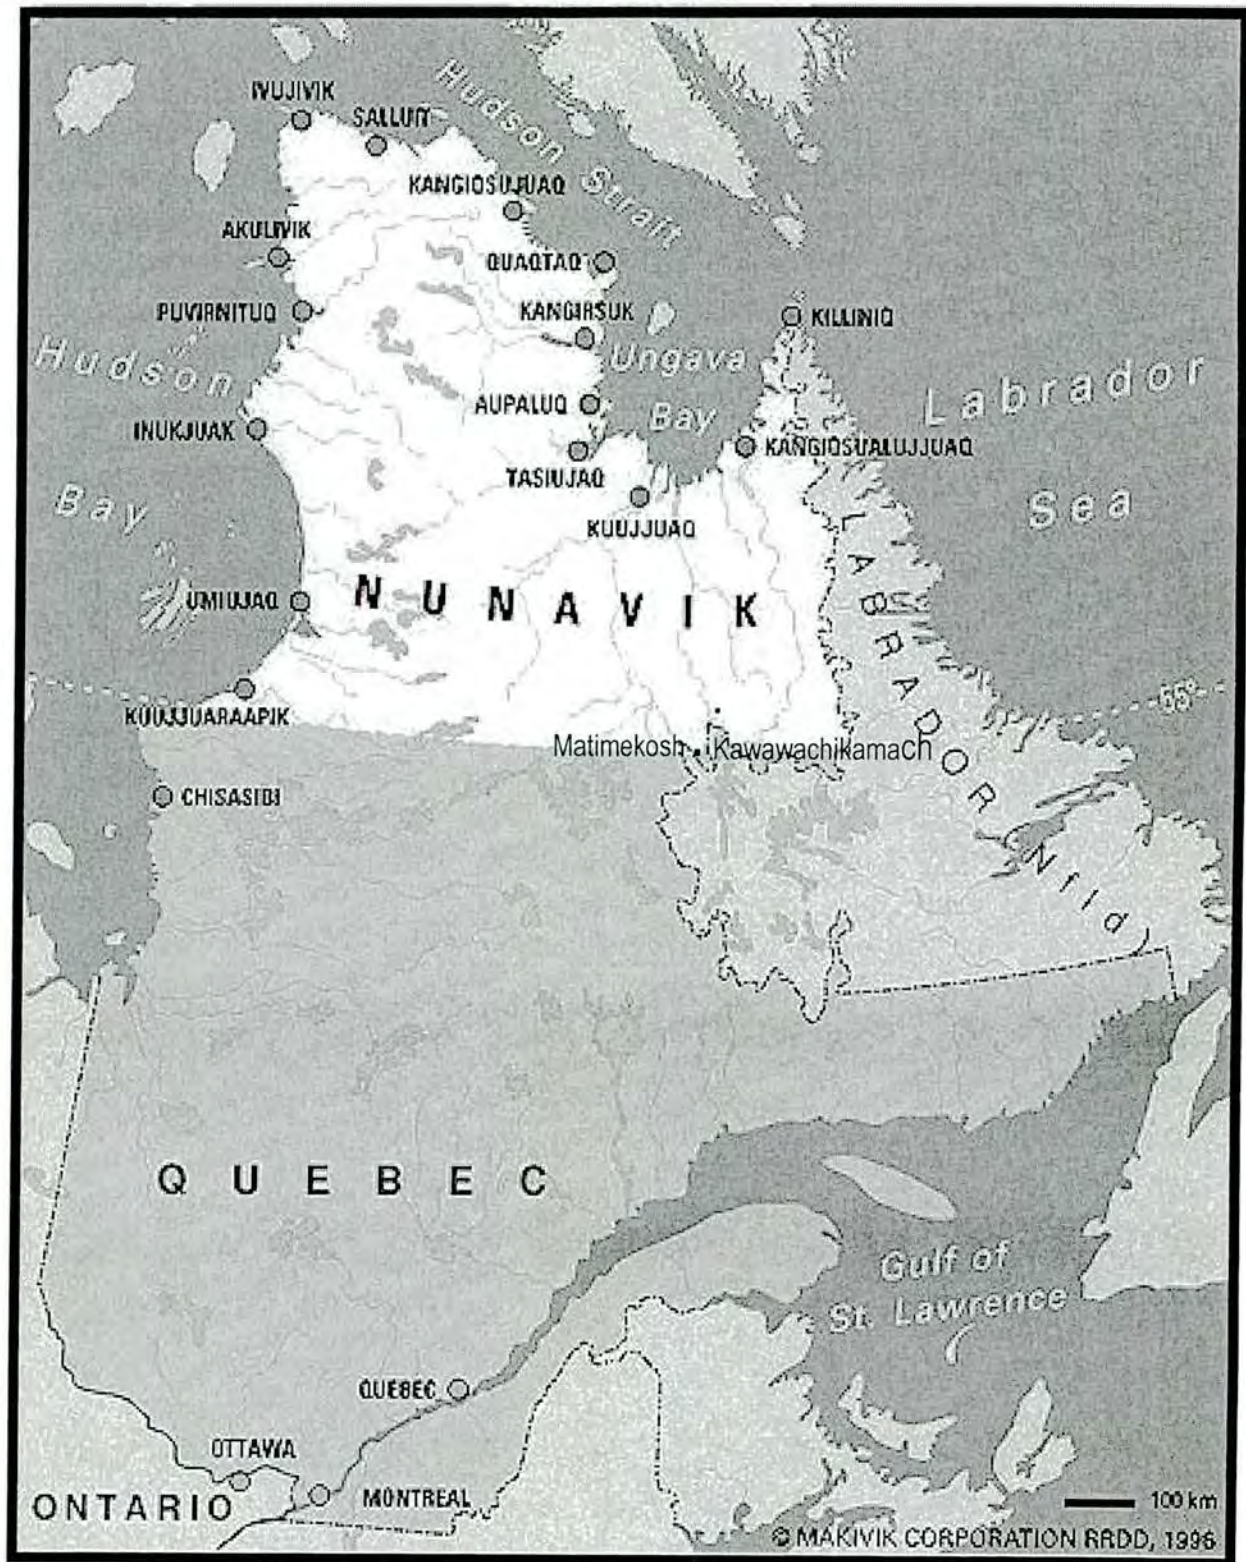 IVUJIVIK
SALLUIT
Hudson Strait
KANGIQSUJUAQ
AKULIVIK
QUAQTAQ
PUVIRNITUQ
KANGIRSUK
KILLINIQ
Hudson
Bay
Ungava
Bay
Labrador
Sea
AUPALUQ
INUKJUAK
KANGIQSUALUJJUAQ
TASIUJAQ
KUUJJUAQ
UMIUJAQ
NUNAVIK
LABRADOR (Nfld)
55°
KUUJJUARAAPIK
Matimekosh
Kawawachikamach
CHISASIBI
QUEBEC
Gulf of
St. Lawrence
QUEBEC
OTTAWA
ONTARIO
MONTREAL
100 km
© MAKIVIK CORPORATION RRDD, 1996